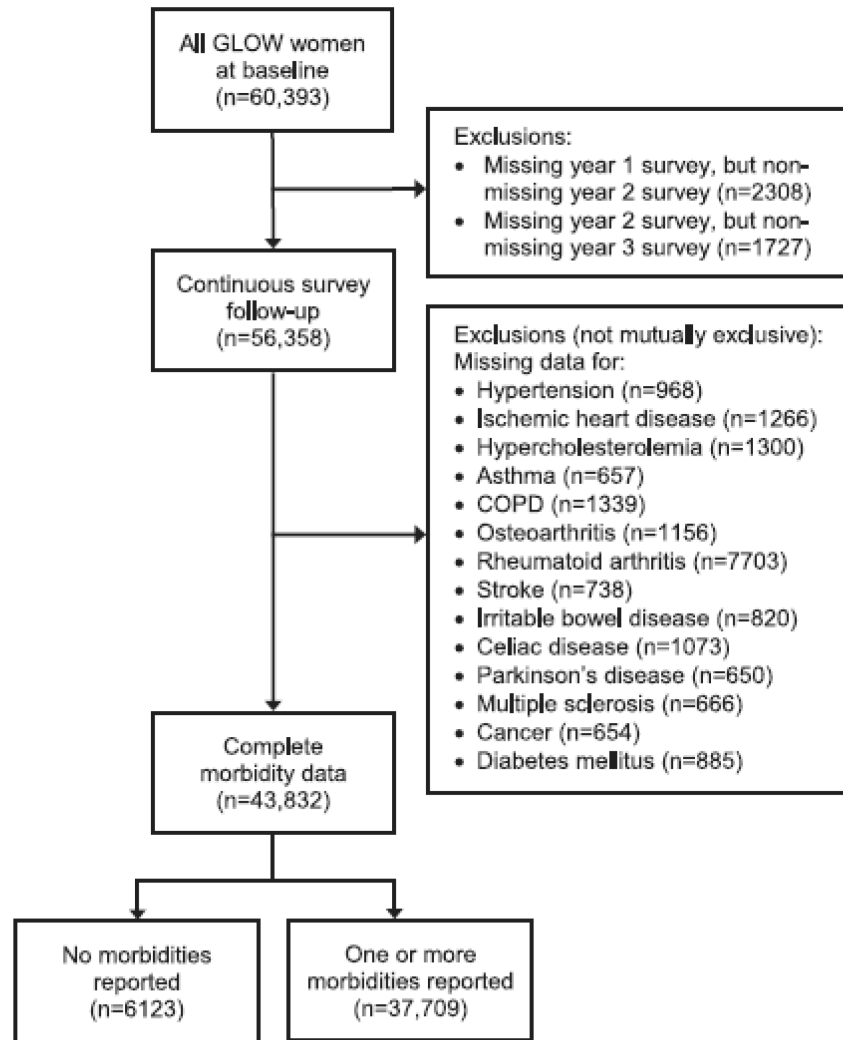 All GLOW women
at baseline
(n=60,393)
Exclusions:
• Missing year 1 survey, but non-
missing year 2 survey (n=2308)
• Missing year 2 survey, but non-
missing year 3 survey (n=1727)
Continuous survey
follow-up
(n=56,358)
Exclusions (not mutually exclusive):
Missing data for:
• Hypertension (n=968)
• Ischemic heart disease (n=1266)
• Hypercholesterolemia (n=1300)
• Asthma (n=657)
• COPD (n=1339)
• Osteoarthritis (n=1156)
• Rheumatoid arthritis (n=7703)
• Stroke (n=738)
• Irritable bowel disease (n=820)
• Celiac disease (n=1073)
• Parkinson's disease (n=650)
• Multiple sclerosis (n=666)
• Cancer (n=654)
• Diabetes mellitus (n=885)
Complete
morbidity data
(n=43,832)
No morbidities
reported
(n=6123)
One or more
morbidities reported
(n=37,709)